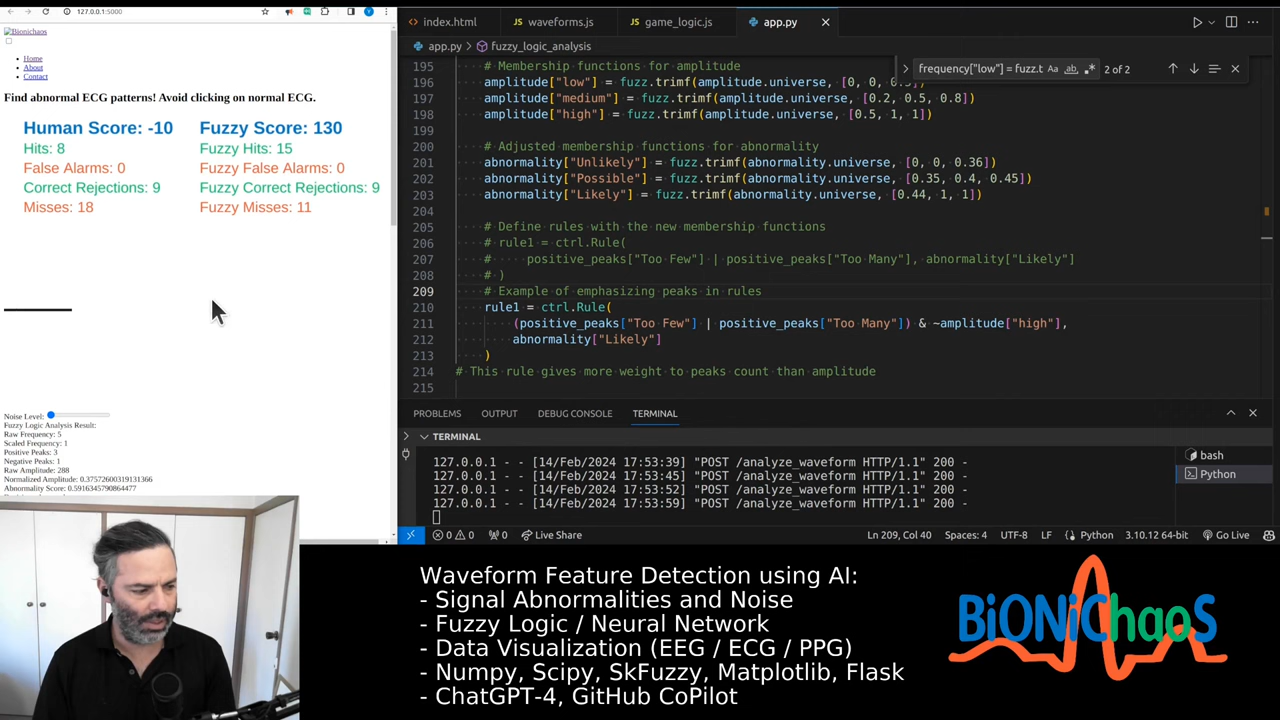 127.0.0.1:5000
Bionichaos
Home
About
Contact
Find abnormal ECG patterns! Avoid clicking on normal ECG.
Human Score: -10
Hits: 8
False Alarms: 0
Correct Rejections: 9
Misses: 18
Fuzzy Score: 130
Fuzzy Hits: 15
Fuzzy False Alarms: 0
Fuzzy Correct Rejections: 9
Fuzzy Misses: 11
Noise Level:
Fuzzy Logic Analysis Result:
Raw Frequency: 5
Scaled Frequency: 1
Positive Peaks: 3
Negative Peaks: 1
Raw Amplitude: 288
Normalized Amplitude: 0.37572600319131366
Abnormality Score: 0.5916345790864477
index.html
JS waveforms.js
JS game_logic.js
app.py
app.py > fuzzy_logic_analysis
frequency["low"] = fuzz.t
Aa ab .*
2 of 2
195 # Membership functions for amplitude
196 amplitude["low"] = fuzz.trimf(amplitude.universe, [0, 0,
197 amplitude["medium"] = fuzz.trimf(amplitude.universe, [0.2, 0.5, 0.8])
198 amplitude["high"] = fuzz.trimf(amplitude.universe, [0.5, 1, 1])
199
200 # Adjusted membership functions for abnormality
201 abnormality["Unlikely"] = fuzz.trimf(abnormality.universe, [0, 0, 0.36])
202 abnormality["Possible"] = fuzz.trimf(abnormality.universe, [0.35, 0.4, 0.45])
203 abnormality["Likely"] = fuzz.trimf(abnormality.universe, [0.44, 1, 1])
204
205 # Define rules with the new membership functions
206 # rule1 = ctrl.Rule(
207 # positive_peaks["Too Few"] | positive_peaks["Too Many"], abnormality["Likely"]
208 # )
209 # Example of emphasizing peaks in rules
210 rule1 = ctrl.Rule(
211 (positive_peaks["Too Few"] | positive_peaks["Too Many"]) & ~amplitude["high"],
212 abnormality["Likely"]
213 )
214 # This rule gives more weight to peaks count than amplitude
215
PROBLEMS
OUTPUT
DEBUG CONSOLE
TERMINAL
TERMINAL
127.0.0.1 - - [14/Feb/2024 17:53:39] "POST /analyze_waveform HTTP/1.1" 200 -
127.0.0.1 - - [14/Feb/2024 17:53:45] "POST /analyze_waveform HTTP/1.1" 200 -
127.0.0.1 - - [14/Feb/2024 17:53:52] "POST /analyze_waveform HTTP/1.1" 200 -
127.0.0.1 - - [14/Feb/2024 17:53:59] "POST /analyze_waveform HTTP/1.1" 200 -
bash
Python
0 0 0 Live Share
Ln 209, Col 40 Spaces: 4 UTF-8 LF Python 3.10.12 64-bit Go Live
Waveform Feature Detection using AI:
- Signal Abnormalities and Noise
- Fuzzy Logic / Neural Network
- Data Visualization (EEG / ECG / PPG)
- Numpy, Scipy, SkFuzzy, Matplotlib, Flask
- ChatGPT-4, GitHub CoPilot
BiONiChaoS